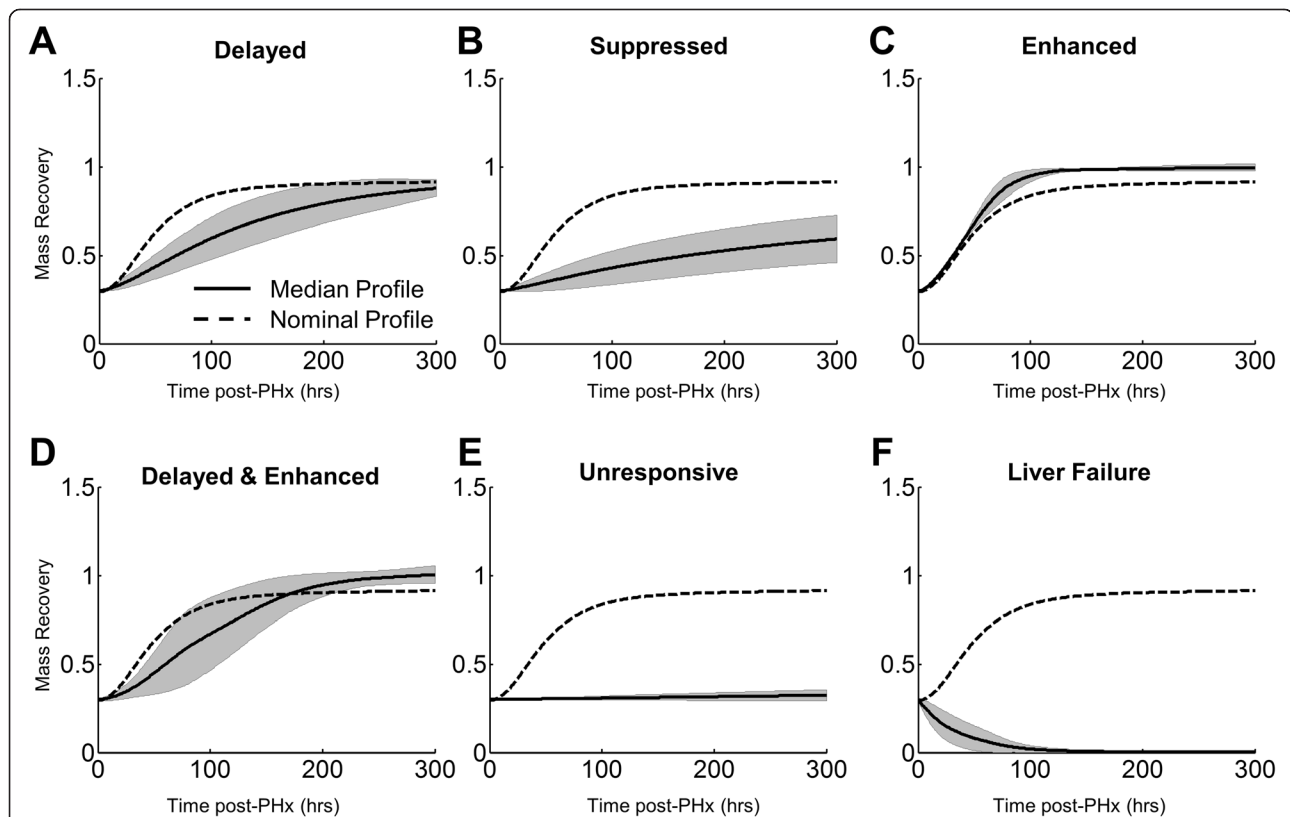 A Delayed
1.5
1
0.5
0
Mass Recovery
Median Profile
Nominal Profile
0 100 200 300
Time post-PHx (hrs)
B Suppressed
1.5
1
0.5
0
0 100 200 300
Time post-PHx (hrs)
C Enhanced
1.5
1
0.5
0
0 100 200 300
Time post-PHx (hrs)
D Delayed & Enhanced
1.5
1
0.5
0
Mass Recovery
0 100 200 300
Time post-PHx (hrs)
E Unresponsive
1.5
1
0.5
0
0 100 200 300
Time post-PHx (hrs)
F Liver Failure
1.5
1
0.5
0
0 100 200 300
Time post-PHx (hrs)